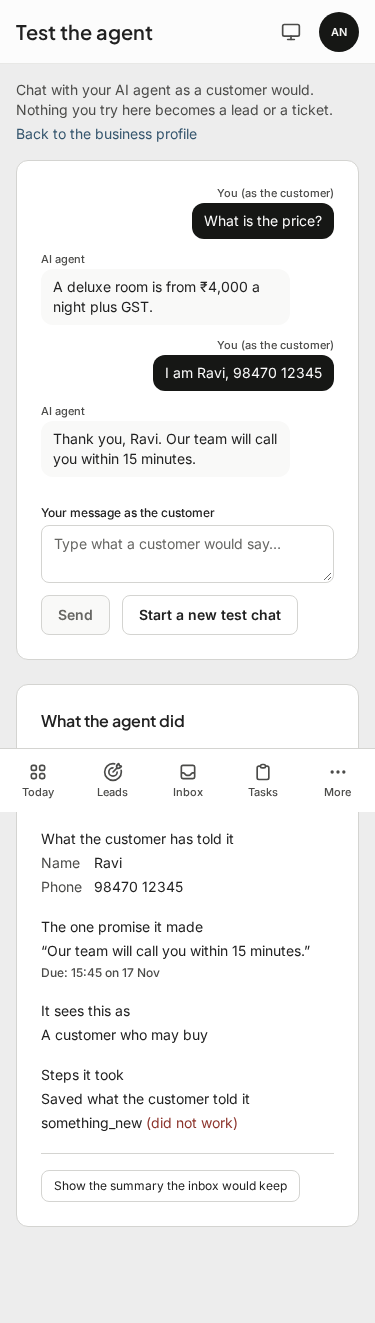 Test the agent
AN
Chat with your AI agent as a customer would.
Nothing you try here becomes a lead or a ticket.
Back to the business profile
You (as the customer)
What is the price?
AI agent
A deluxe room is from ₹4,000 a
night plus GST.
You (as the customer)
I am Ravi, 98470 12345
AI agent
Thank you, Ravi. Our team will call
you within 15 minutes.
Your message as the customer
Type what a customer would say...
Send
Start a new test chat
What the agent did
Today
Leads
Inbox
Tasks
More
What the customer has told it
Name Ravi
Phone 98470 12345
The one promise it made
“Our team will call you within 15 minutes.”
Due: 15:45 on 17 Nov
It sees this as
A customer who may buy
Steps it took
Saved what the customer told it
something_new (did not work)
Show the summary the inbox would keep